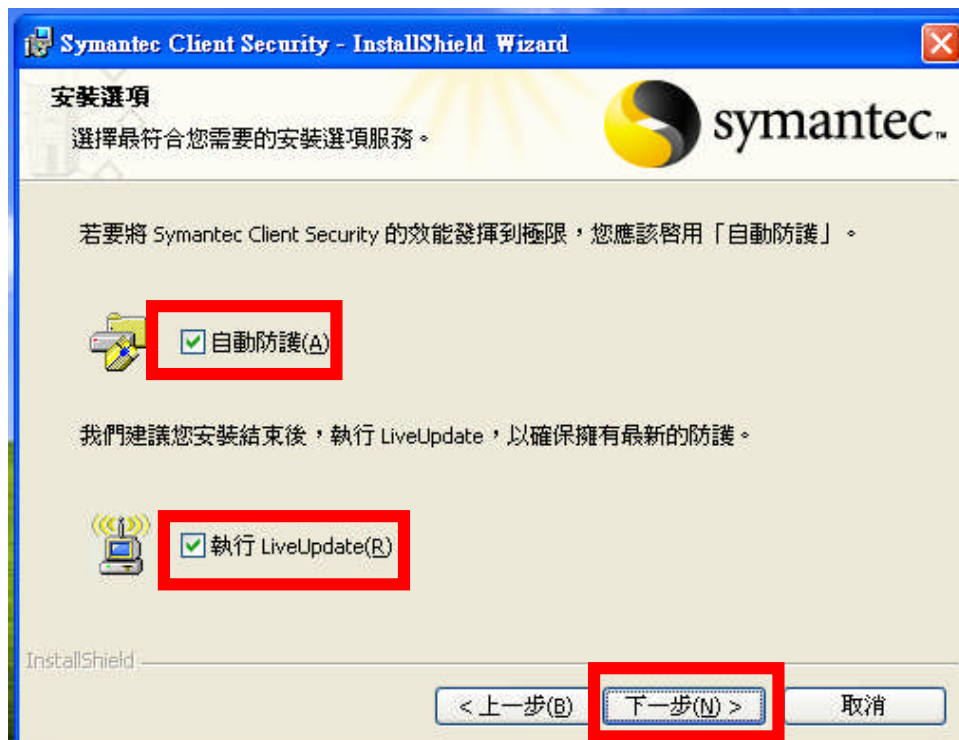 Symantec Client Security - InstallShield Wizard
安裝選項
選擇最符合您需要的安裝選項服務。
symantec™
若要將 Symantec Client Security 的效能發揮到極限，您應該啓用「自動防護」。
自動防護(A)
我們建議您安裝結束後，執行 LiveUpdate，以確保擁有最新的防護。
執行 LiveUpdate(R)
InstallShield
< 上一步(B)
下一步(N) >
取消